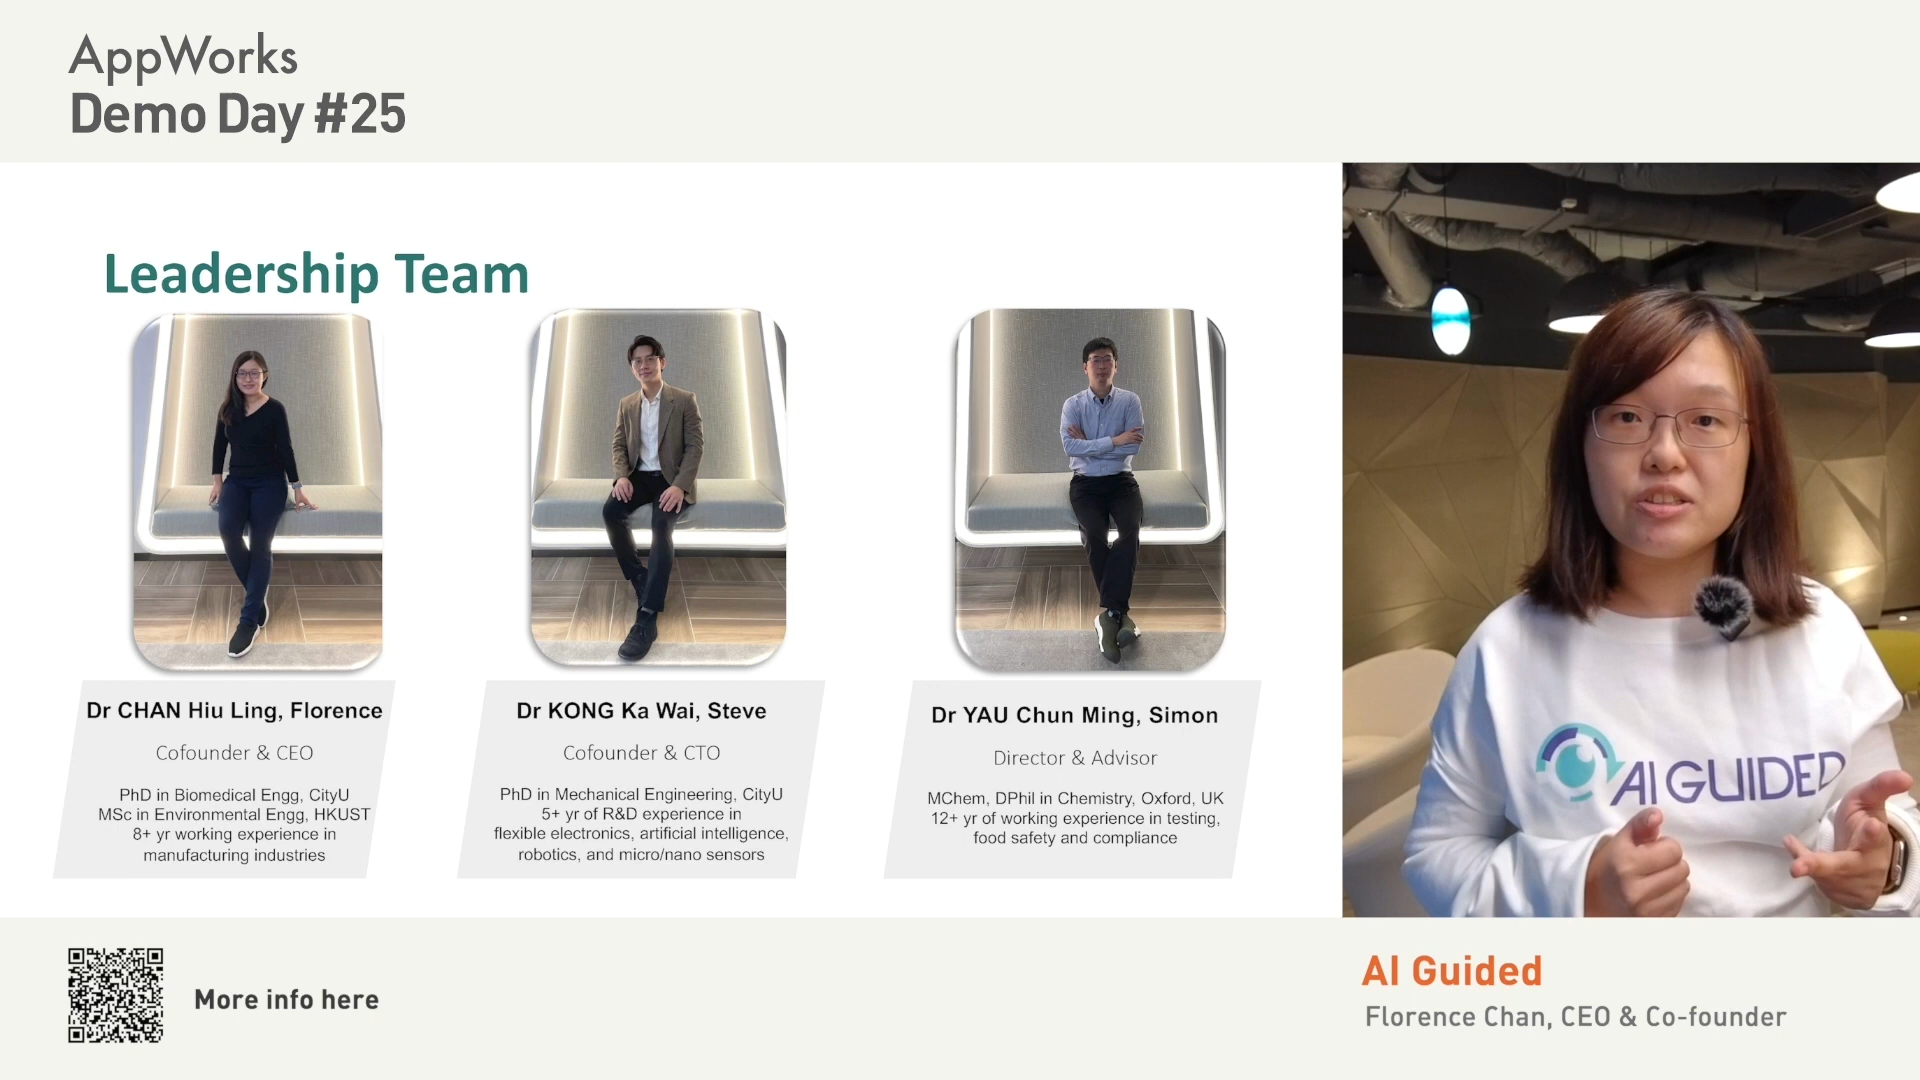 AppWorks
Demo Day #25
Leadership Team
Dr CHAN Hiu Ling, Florence
Cofounder & CEO
PhD in Biomedical Engg, CityU
MSc in Environmental Engg, HKUST
8+ yr working experience in
manufacturing industries
Dr KONG Ka Wai, Steve
Cofounder & CTO
PhD in Mechanical Engineering, CityU
5+ yr of R&D experience in
flexible electronics, artificial intelligence,
robotics, and micro/nano sensors
Dr YAU Chun Ming, Simon
Director & Advisor
MChem, DPhil in Chemistry, Oxford, UK
12+ yr of working experience in testing,
food safety and compliance
AI GUIDED
More info here
AI Guided
Florence Chan, CEO & Co-founder